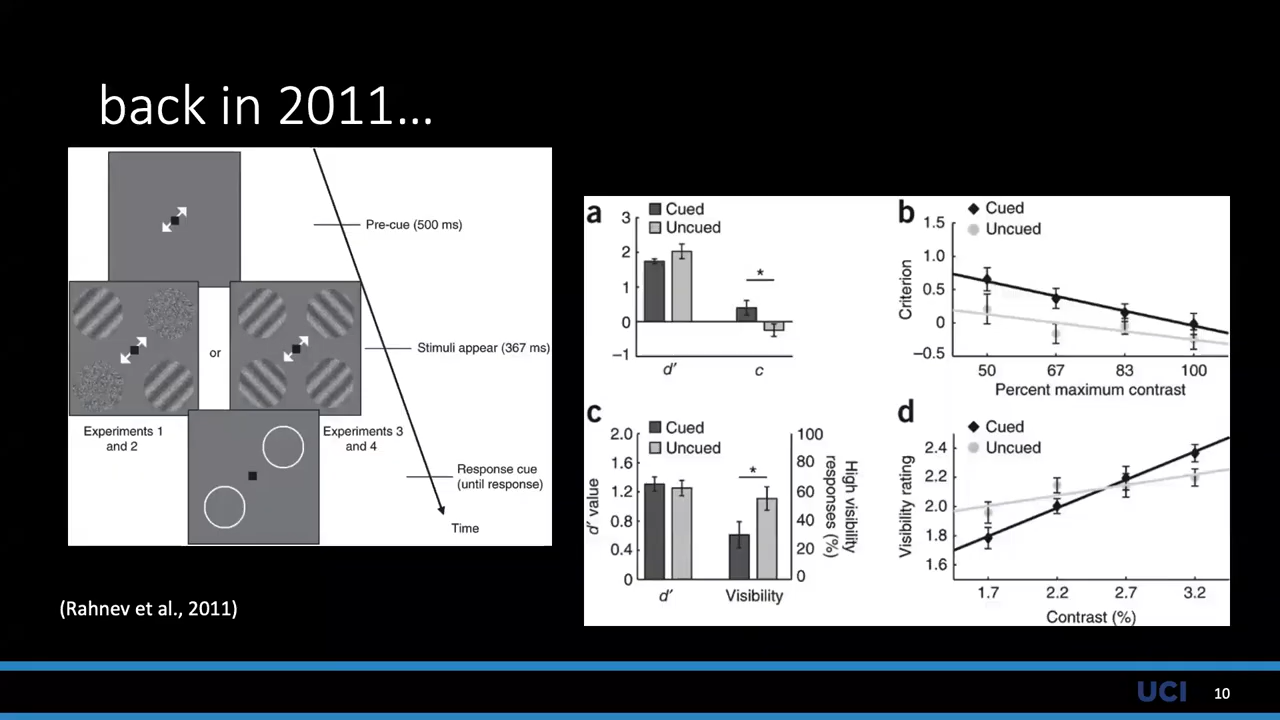 back in 2011…
Pre-cue (500 ms)
or
Stimuli appear (367 ms)
Experiments 1
and 2
Experiments 3
and 4
Response cue
(until response)
Time
a
Cued
Uncued
3
2
1
0
–1
*
d′
c
b
Cued
Uncued
Criterion
1.5
1.0
0.5
0
–0.5
50 67 83 100
Percent maximum contrast
c
Cued
Uncued
d′ value
2.0
1.6
1.2
0.8
0.4
0
*
100
80
60
40
20
0
High visibility
responses (%)
d′
Visibility
d
Cued
Uncued
Visibility rating
2.4
2.2
2.0
1.8
1.6
1.7 2.2 2.7 3.2
Contrast (%)
(Rahnev et al., 2011)
UCI
10